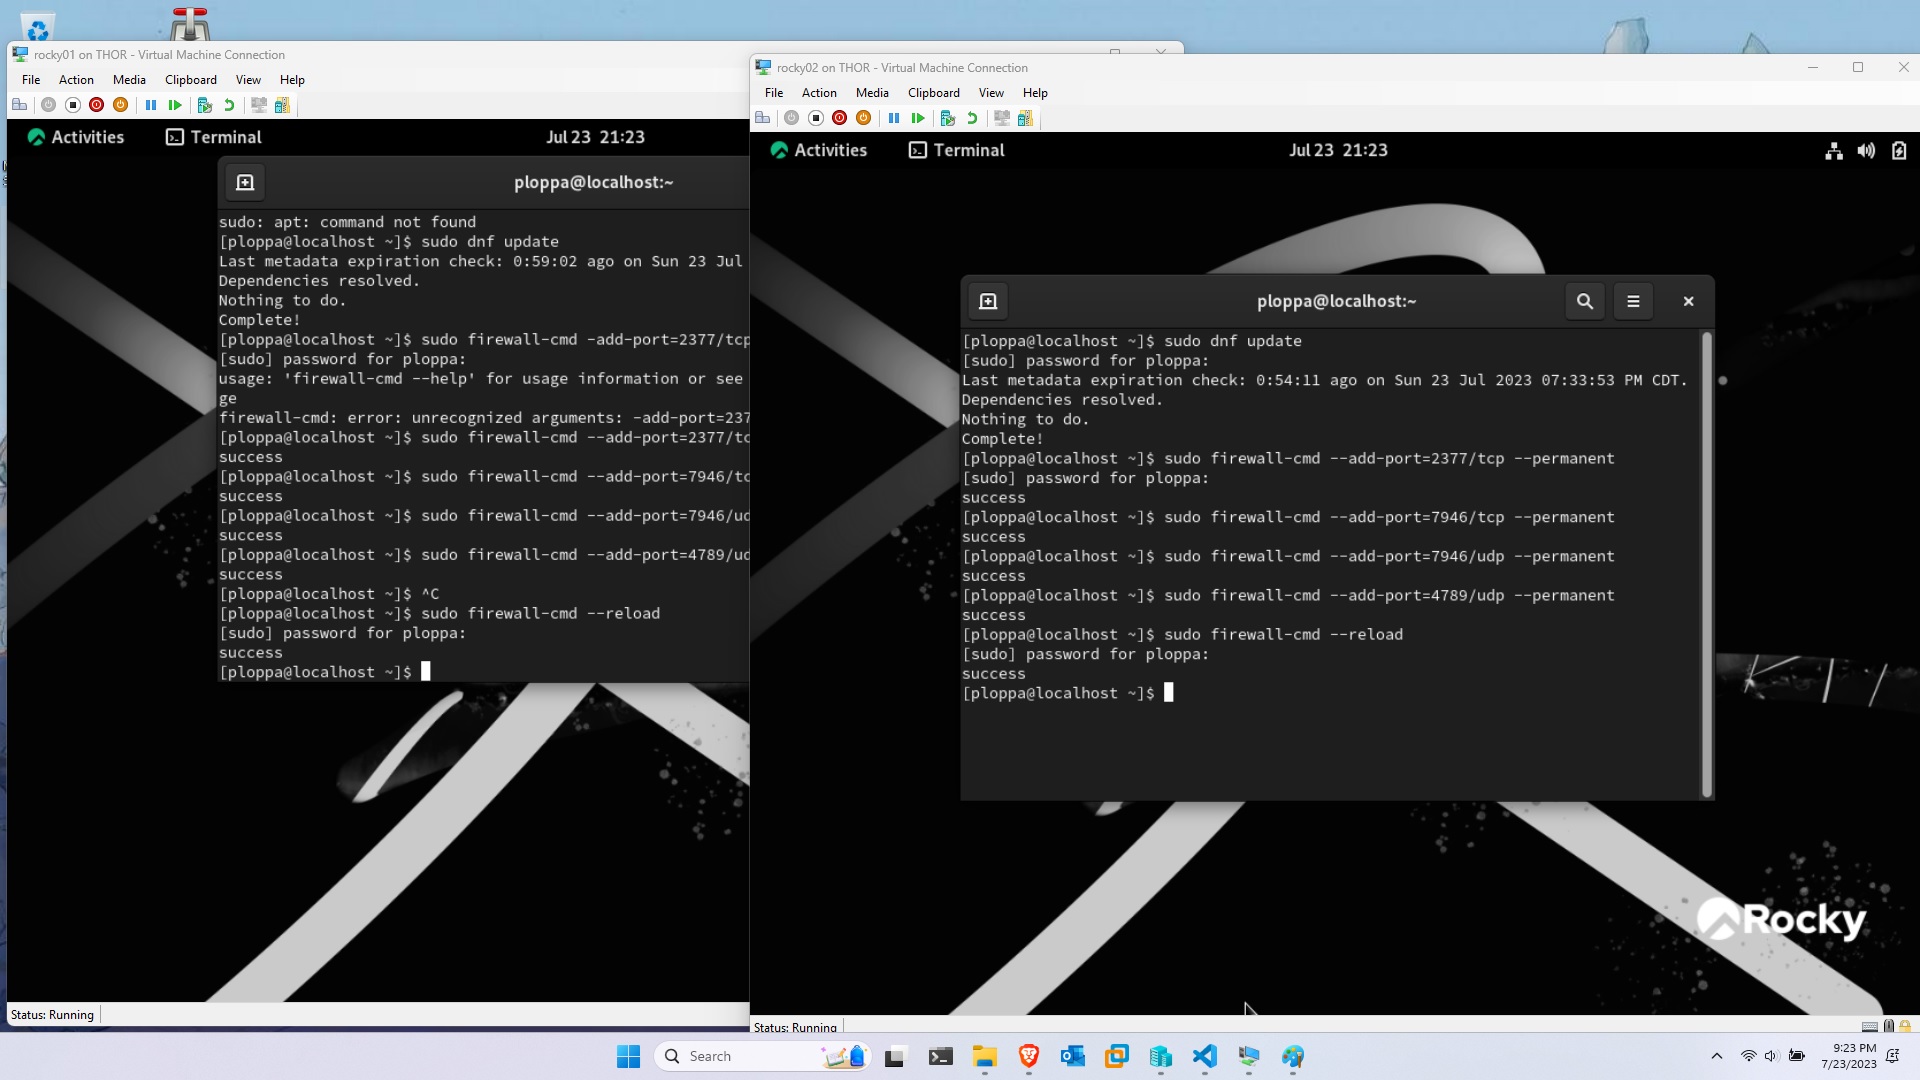 rocky01 on THOR - Virtual Machine Connection
File Action Media Clipboard View Help
Activities Terminal Jul 23 21:23
ploppa@localhost:~
sudo: apt: command not found
[ploppa@localhost ~]$ sudo dnf update
Last metadata expiration check: 0:59:02 ago on Sun 23 Jul
Dependencies resolved.
Nothing to do.
Complete!
[ploppa@localhost ~]$ sudo firewall-cmd -add-port=2377/tcp
[sudo] password for ploppa:
usage: 'firewall-cmd --help' for usage information or see
ge
firewall-cmd: error: unrecognized arguments: -add-port=237
[ploppa@localhost ~]$ sudo firewall-cmd --add-port=2377/tc
success
[ploppa@localhost ~]$ sudo firewall-cmd --add-port=7946/tc
success
[ploppa@localhost ~]$ sudo firewall-cmd --add-port=7946/ud
success
[ploppa@localhost ~]$ sudo firewall-cmd --add-port=4789/ud
success
[ploppa@localhost ~]$ ^C
[ploppa@localhost ~]$ sudo firewall-cmd --reload
[sudo] password for ploppa:
success
[ploppa@localhost ~]$
Status: Running
rocky02 on THOR - Virtual Machine Connection
File Action Media Clipboard View Help
Activities Terminal Jul 23 21:23
ploppa@localhost:~
[ploppa@localhost ~]$ sudo dnf update
[sudo] password for ploppa:
Last metadata expiration check: 0:54:11 ago on Sun 23 Jul 2023 07:33:53 PM CDT.
Dependencies resolved.
Nothing to do.
Complete!
[ploppa@localhost ~]$ sudo firewall-cmd --add-port=2377/tcp --permanent
[sudo] password for ploppa:
success
[ploppa@localhost ~]$ sudo firewall-cmd --add-port=7946/tcp --permanent
success
[ploppa@localhost ~]$ sudo firewall-cmd --add-port=7946/udp --permanent
success
[ploppa@localhost ~]$ sudo firewall-cmd --add-port=4789/udp --permanent
success
[ploppa@localhost ~]$ sudo firewall-cmd --reload
[sudo] password for ploppa:
success
[ploppa@localhost ~]$
Rocky
Status: Running
Search
9:23 PM
7/23/2023